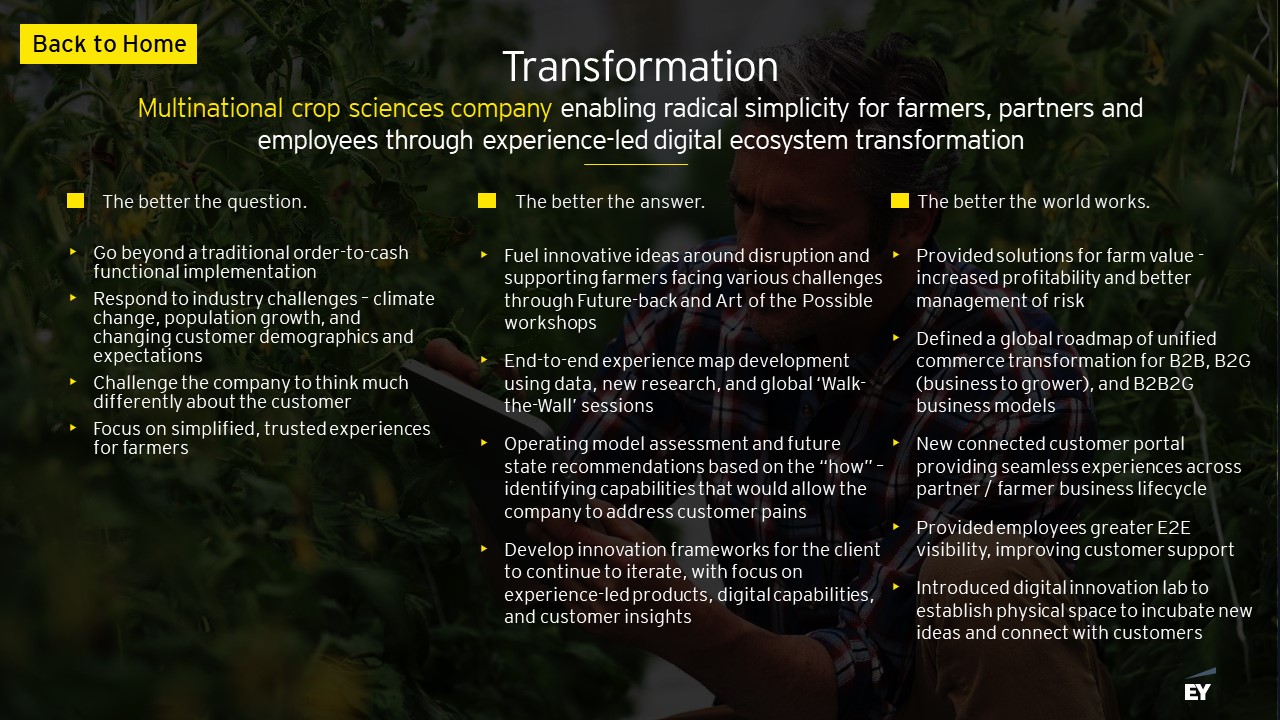 Back to Home
Transformation
Multinational crop sciences company enabling radical simplicity for farmers, partners and
employees through experience-led digital ecosystem transformation
The better the question.
Go beyond a traditional order-to-cash
functional implementation
Respond to industry challenges – climate
change, population growth, and
changing customer demographics and
expectations
Challenge the company to think much
differently about the customer
Focus on simplified, trusted experiences
for farmers
The better the answer.
Fuel innovative ideas around disruption and
supporting farmers facing various challenges
through Future-back and Art of the Possible
workshops
End-to-end experience map development
using data, new research, and global ‘Walk-
the-Wall’ sessions
Operating model assessment and future
state recommendations based on the “how” –
identifying capabilities that would allow the
company to address customer pains
Develop innovation frameworks for the client
to continue to iterate, with focus on
experience-led products, digital capabilities,
and customer insights
The better the world works.
Provided solutions for farm value -
increased profitability and better
management of risk
Defined a global roadmap of unified
commerce transformation for B2B, B2G
(business to grower), and B2B2G
business models
New connected customer portal
providing seamless experiences across
partner / farmer business lifecycle
Provided employees greater E2E
visibility, improving customer support
Introduced digital innovation lab to
establish physical space to incubate new
ideas and connect with customers
EY